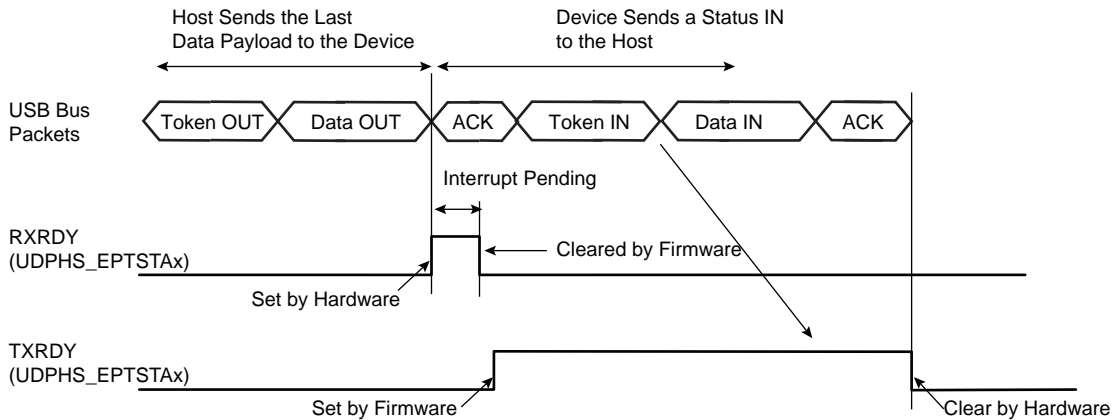 Host Sends the Last
Data Payload to the Device
Device Sends a Status IN
to the Host
USB Bus
Packets
Token OUT
Data OUT
ACK
Token IN
Data IN
ACK
Interrupt Pending
RXRDY
(UDPHS_EPTSTAx)
Set by Hardware
Cleared by Firmware
TXRDY
(UDPHS_EPTSTAx)
Set by Firmware
Clear by Hardware